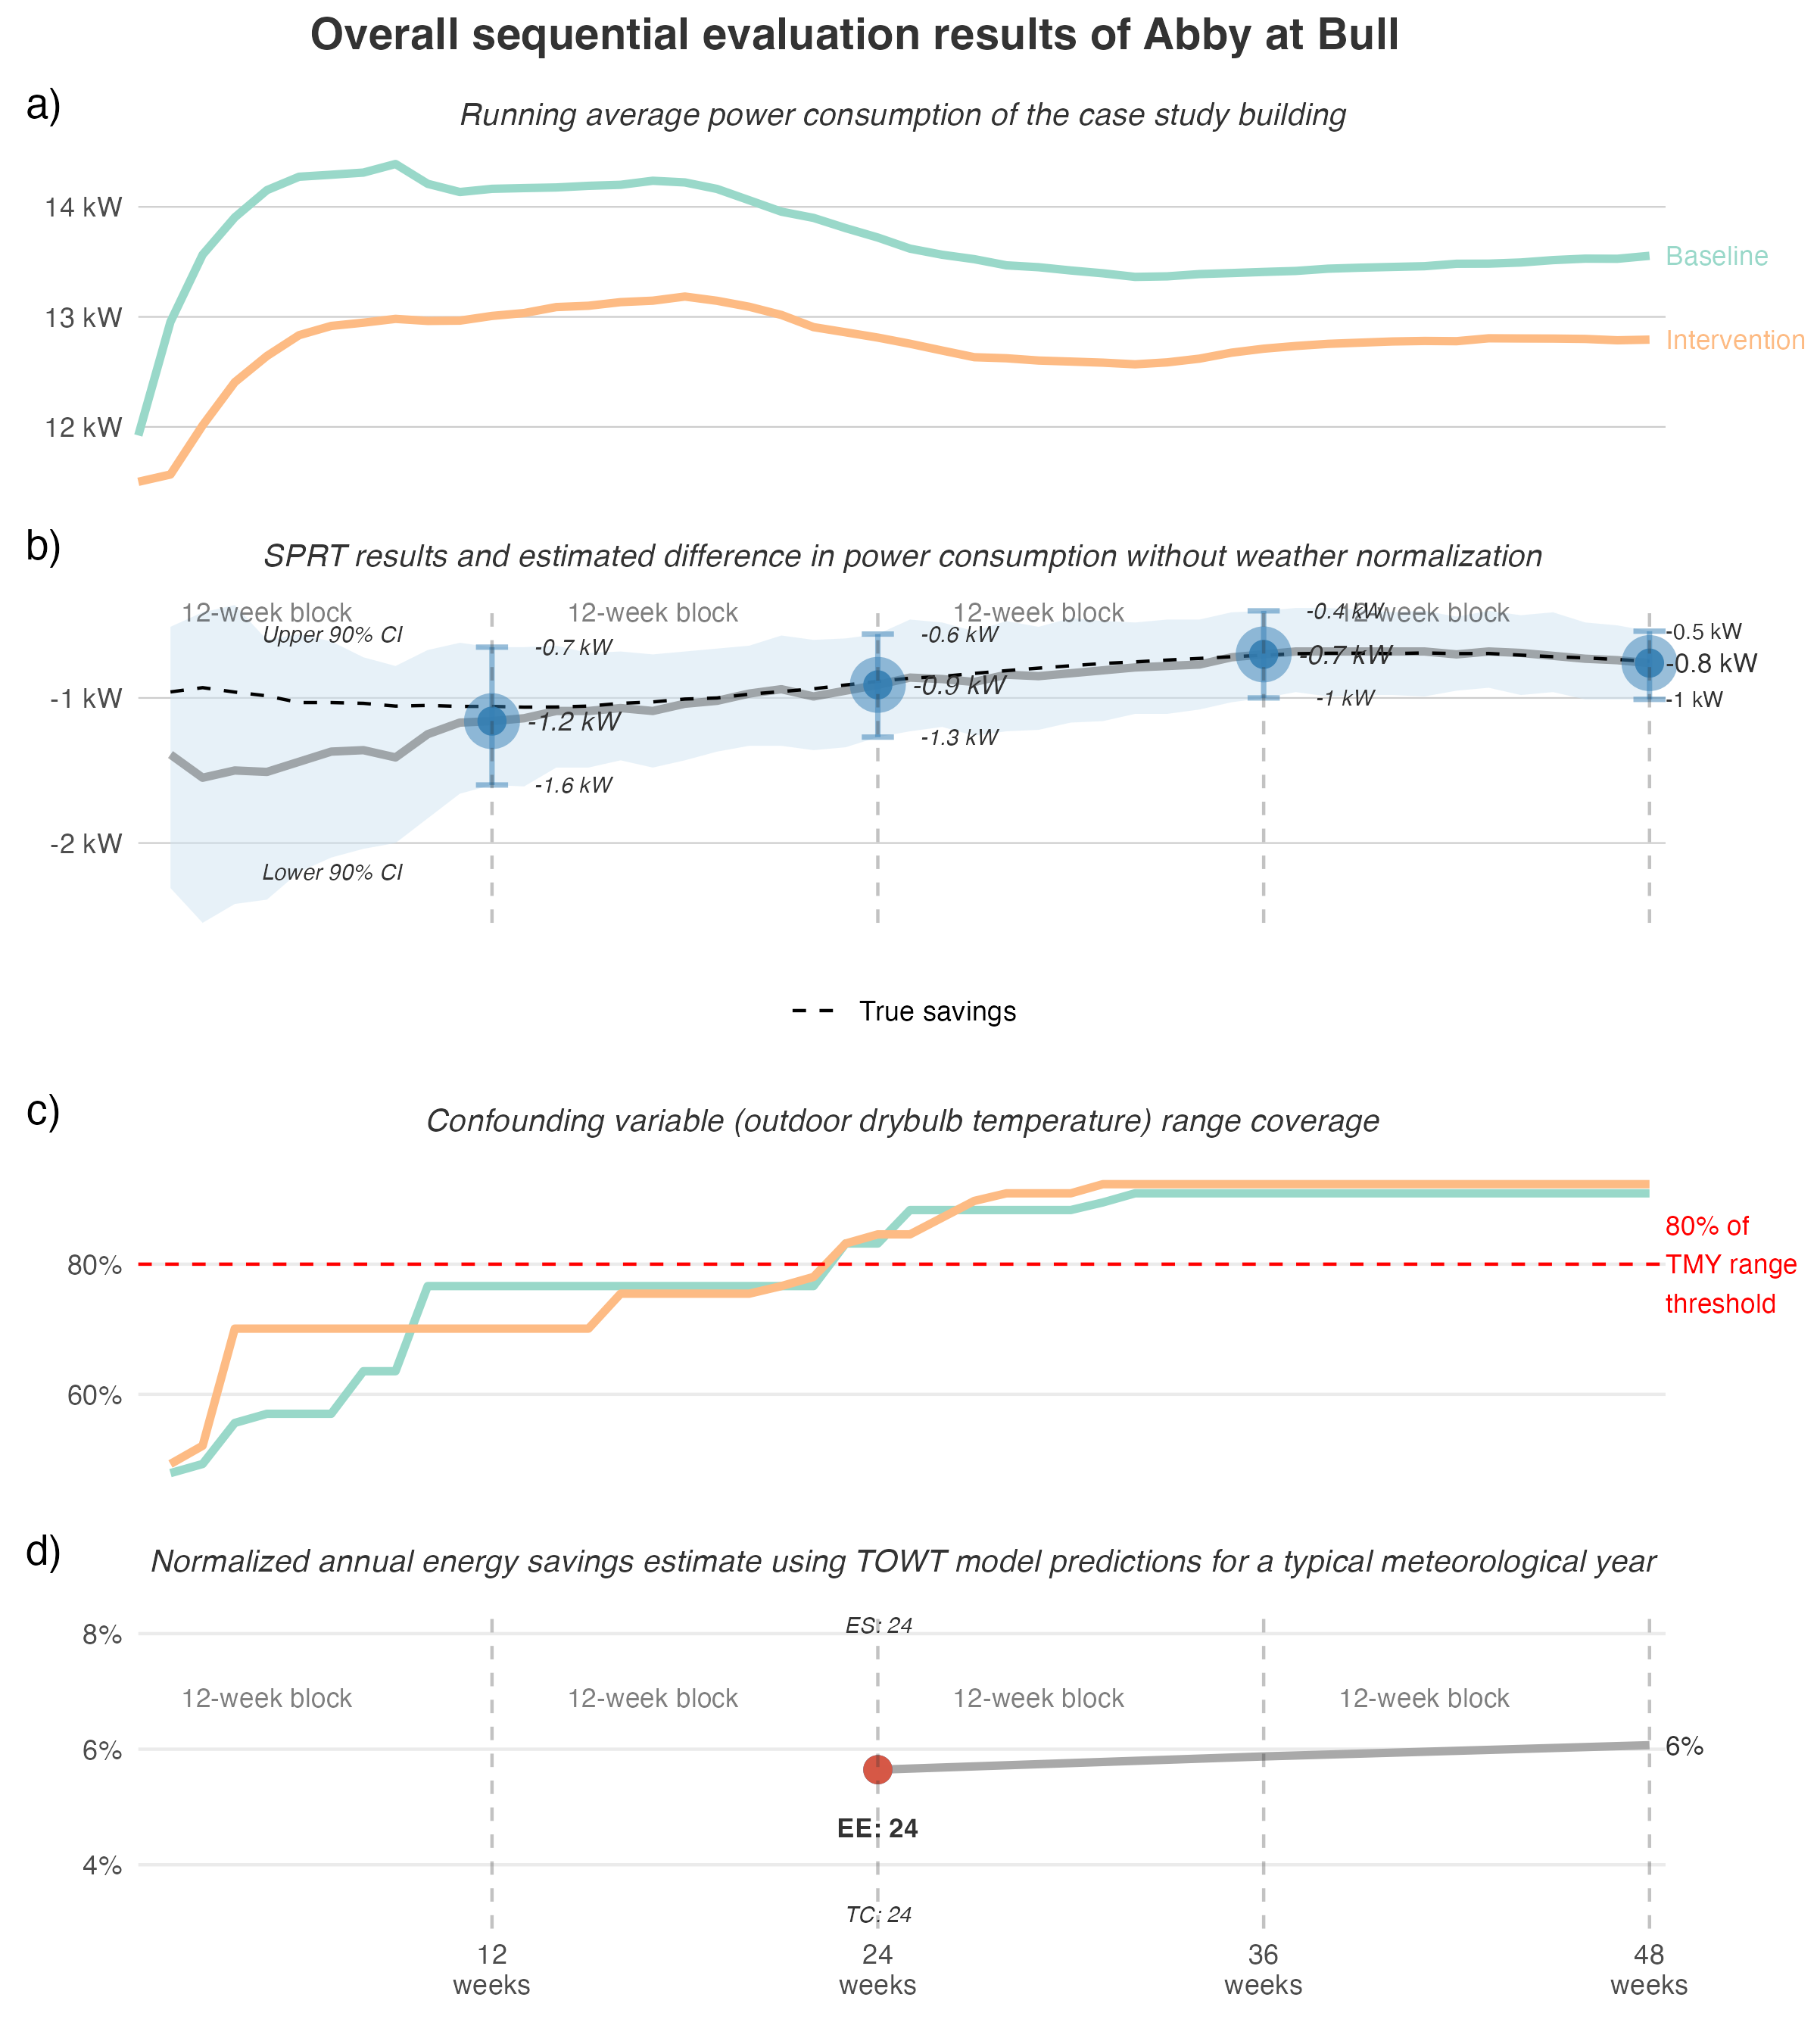 Overall sequential evaluation results of Abby at Bull
a)
Running average power consumption of the case study building
14 kW
13 kW
12 kW
Baseline
Intervention
b)
SPRT results and estimated difference in power consumption without weather normalization
12-week block
12-week block
12-week block
12-week block
Upper 90% CI
Lower 90% CI
-1 kW
-2 kW
-0.7 kW
-1.2 kW
-1.6 kW
-0.6 kW
-0.9 kW
-1.3 kW
-0.4 kW
-0.7 kW
-1 kW
-0.5 kW
-0.8 kW
-1 kW
True savings
c)
Confounding variable (outdoor drybulb temperature) range coverage
80%
60%
80% of
TMY range
threshold
d)
Normalized annual energy savings estimate using TOWT model predictions for a typical meteorological year
8%
6%
4%
ES: 24
12-week block
12-week block
12-week block
12-week block
6%
EE: 24
TC: 24
12
weeks
24
weeks
36
weeks
48
weeks